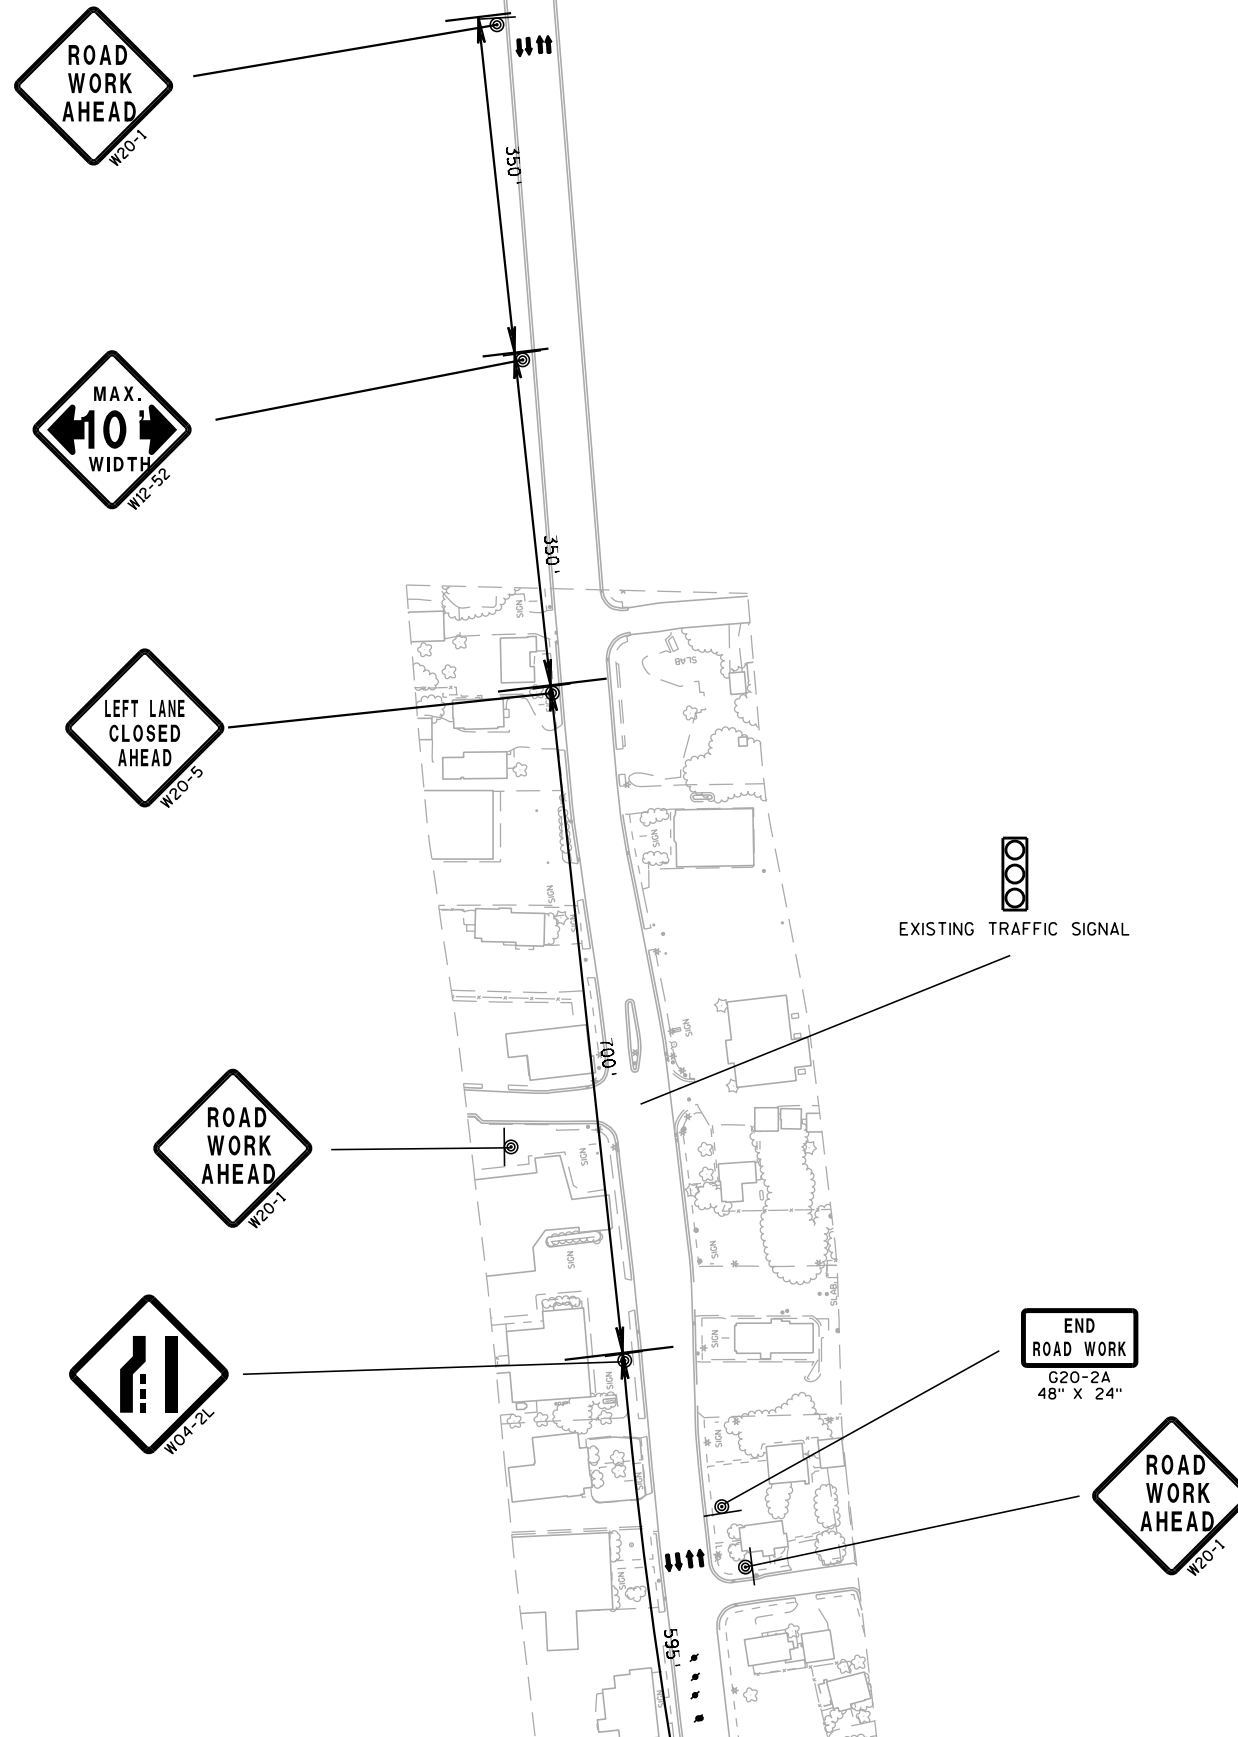 ROAD
WORK
AHEAD
W20-1
350'
MAX.
10'
WIDTH
W12-52
350'
SIGN
SLAB
LEFT LANE
CLOSED
AHEAD
W20-5
SIGN
SIGN
SIGN
EXISTING TRAFFIC SIGNAL
SIGN
700'
ROAD
WORK
AHEAD
W20-1
SIGN
SIGN
SIGN
SLAB
W04-2L
SIGN
SIGN
END
ROAD WORK
G20-2A
48" X 24"
SIGN
SIGN
ROAD
WORK
AHEAD
W20-1
SIGN
595'
SIGN